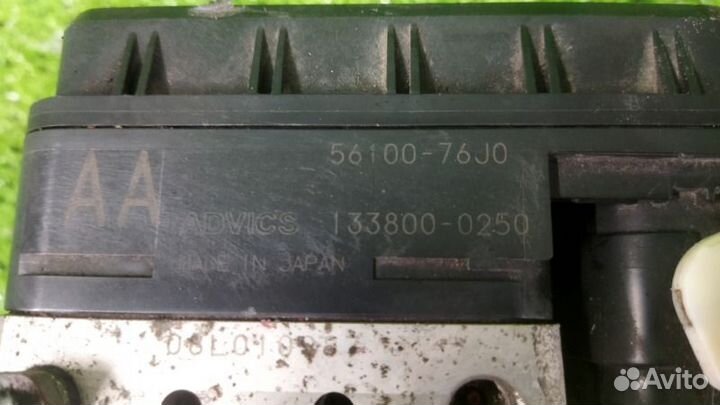 AA
56100-76J0
ADVICS 133800-0250
MADE IN JAPAN
Avito